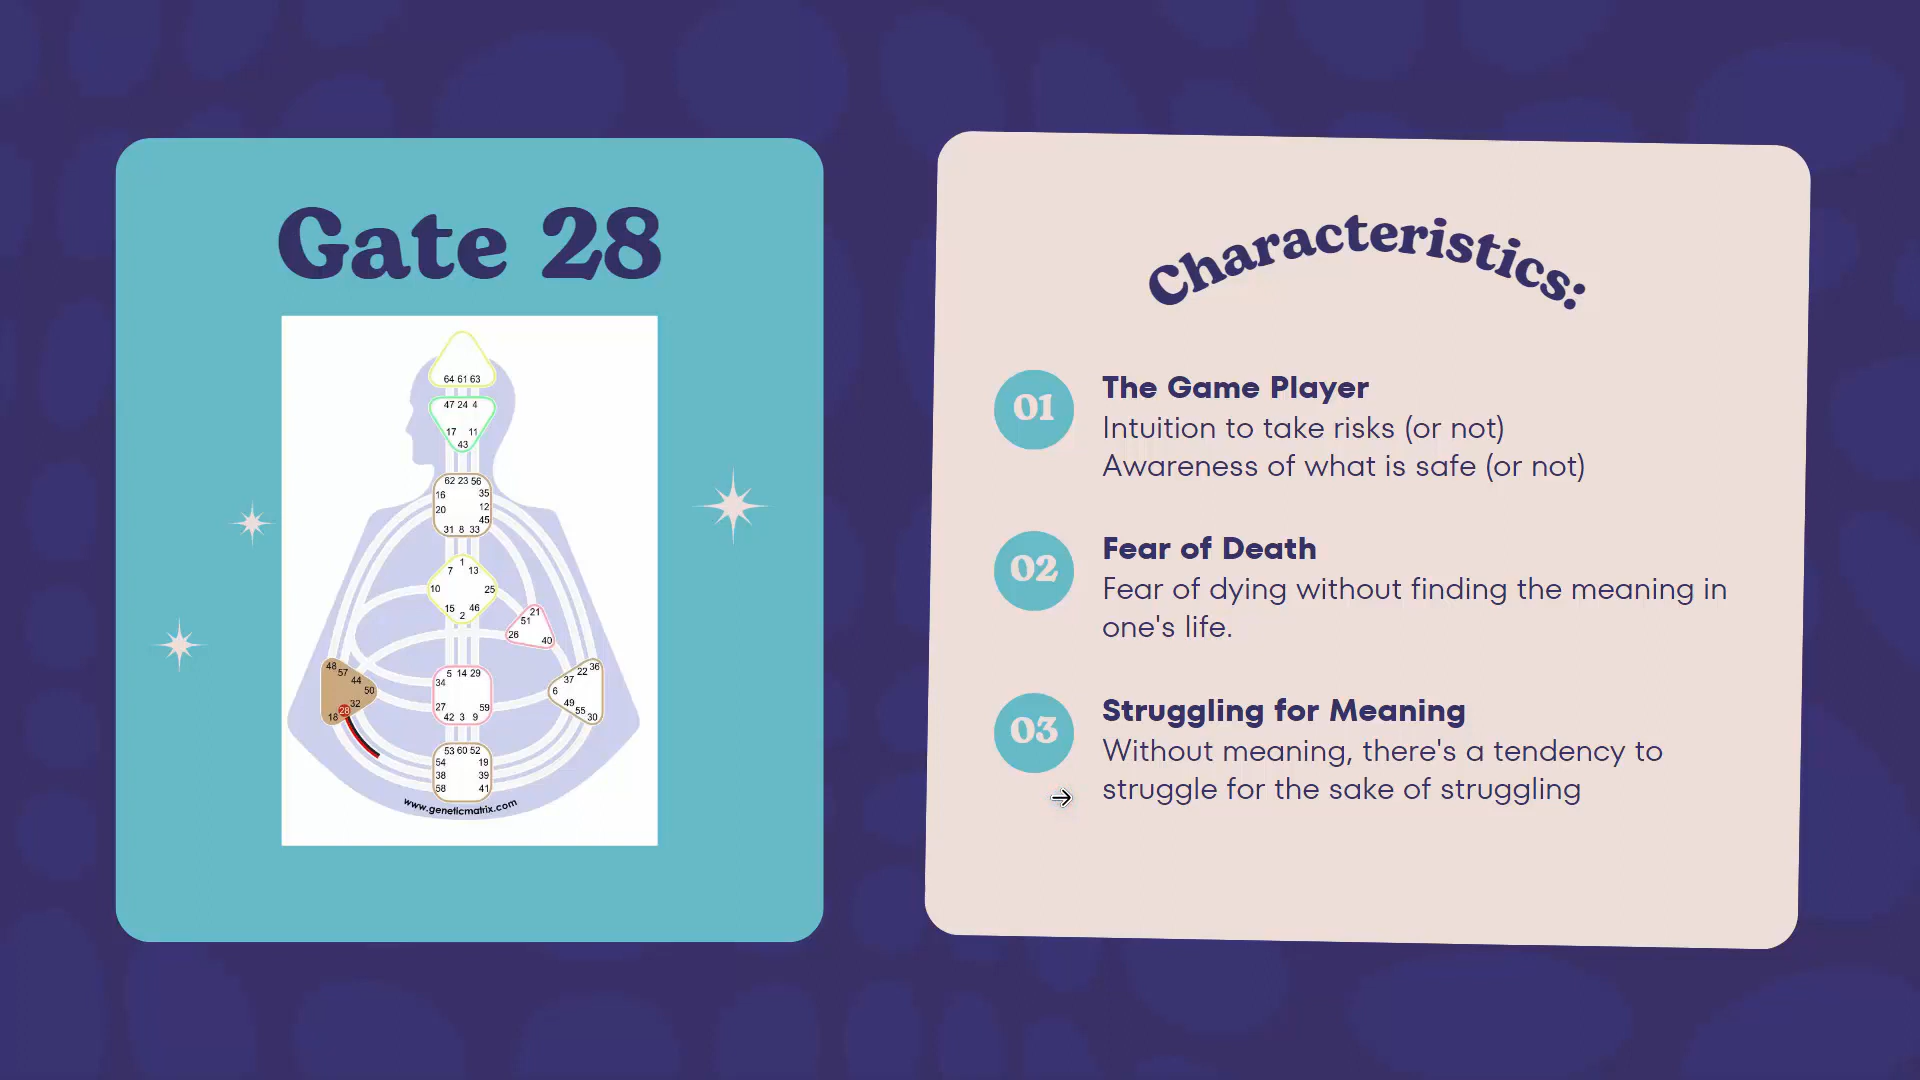 Gate 28
64 61 63
47 24 4
17 11
43
62 23 56
16 35
20 12
45
31 8 33
1
7 13
10 25
15 46
2
21
51
26 40
48
57
44
50
32
28
18
5 14 29
34
27 59
42 3 9
36
22
37
6
49
55
30
53 60 52
54 19
38 39
58 41
www.geneticmatrix.com
Characteristics:
01
The Game Player
Intuition to take risks (or not)
Awareness of what is safe (or not)
02
Fear of Death
Fear of dying without finding the meaning in
one's life.
03
Struggling for Meaning
Without meaning, there's a tendency to
struggle for the sake of struggling